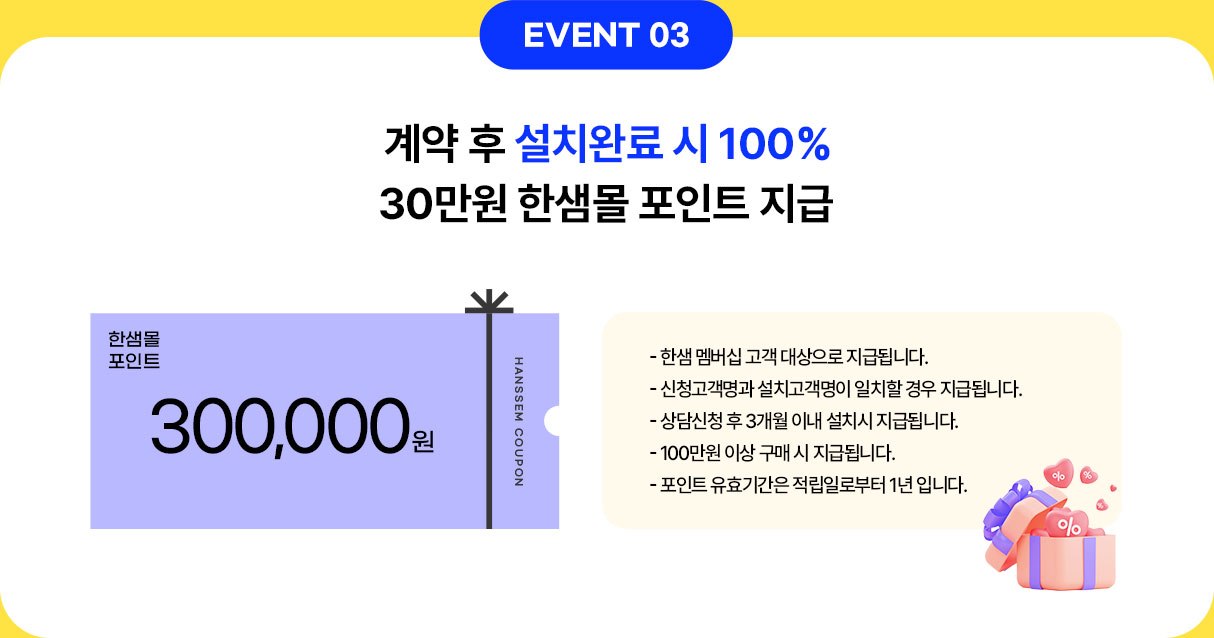 EVENT 03
계약 후 설치완료 시 100%
30만원 한샘몰 포인트 지급
한샘몰
포인트
300,000원
HANSSEM COUPON
- 한샘 멤버십 고객 대상으로 지급됩니다.
- 신청고객명과 설치고객명이 일치할 경우 지급됩니다.
- 상담신청 후 3개월 이내 설치시 지급됩니다.
- 100만원 이상 구매 시 지급됩니다.
- 포인트 유효기간은 적립일로부터 1년 입니다.
%
%
%